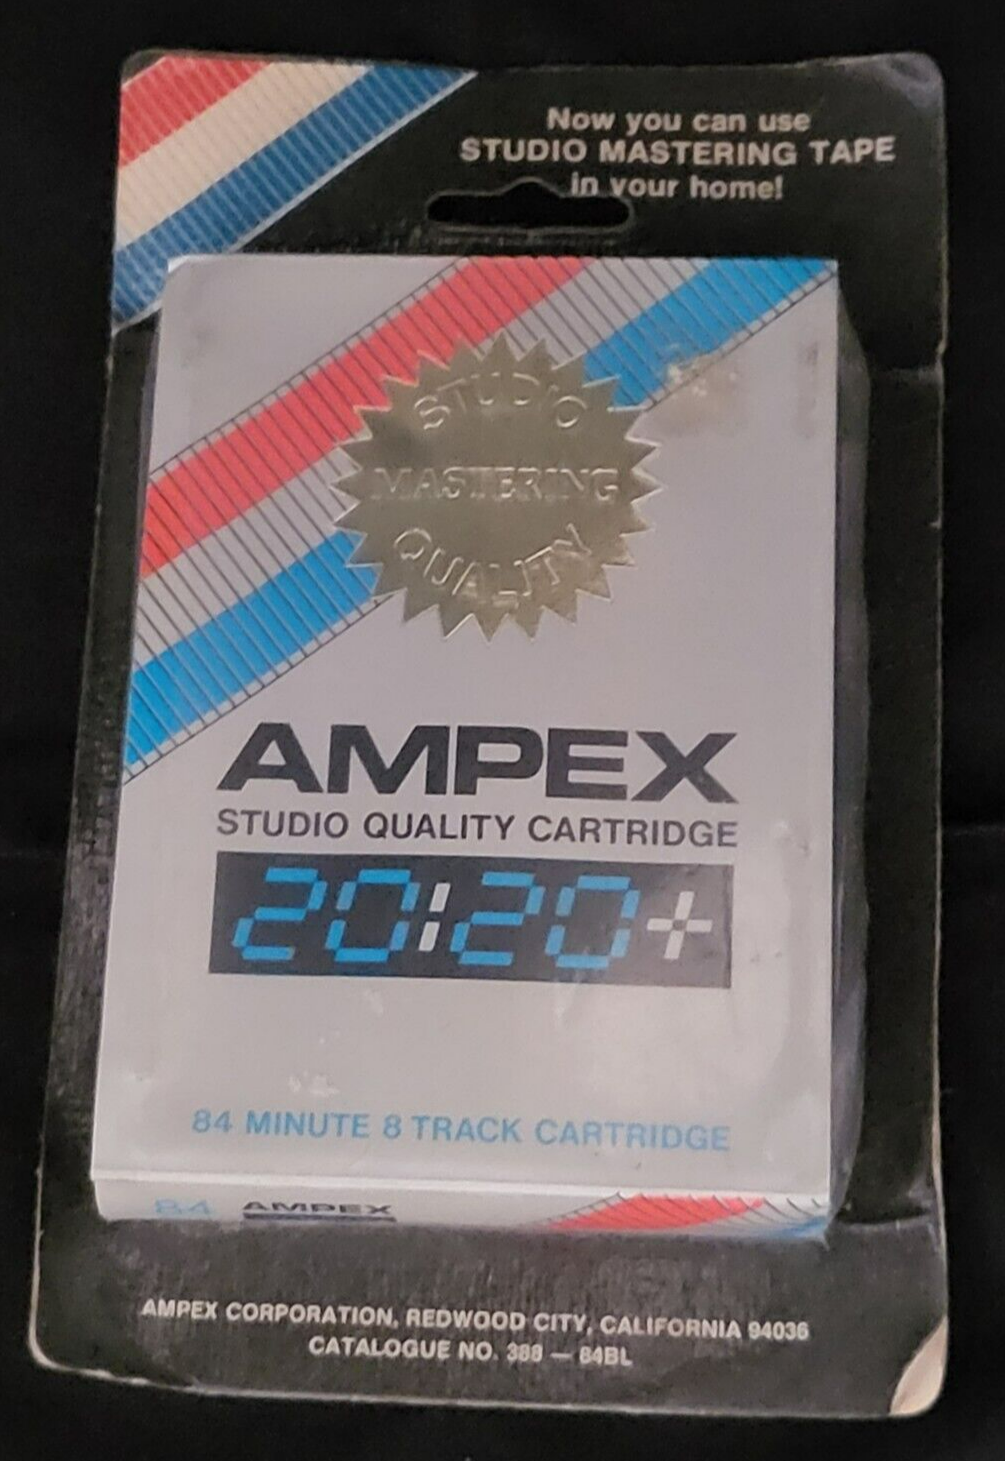 Now you can use
STUDIO MASTERING TAPE
in your home!
STUDIO
MASTERING
QUALITY
AMPEX
STUDIO QUALITY CARTRIDGE
20:20+
84 MINUTE 8 TRACK CARTRIDGE
84 AMPEX
AMPEX CORPORATION, REDWOOD CITY, CALIFORNIA 94036
CATALOGUE NO. 388 — 84BL